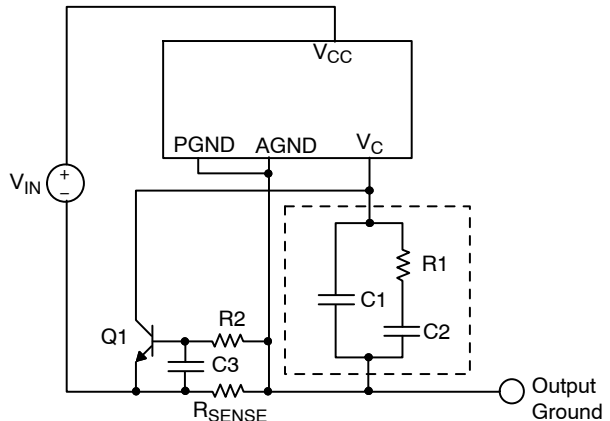 VCC
PGND AGND VC
VIN
+
−
R1
C1
C2
R2
Q1
C3
RSENSE
Output
Ground